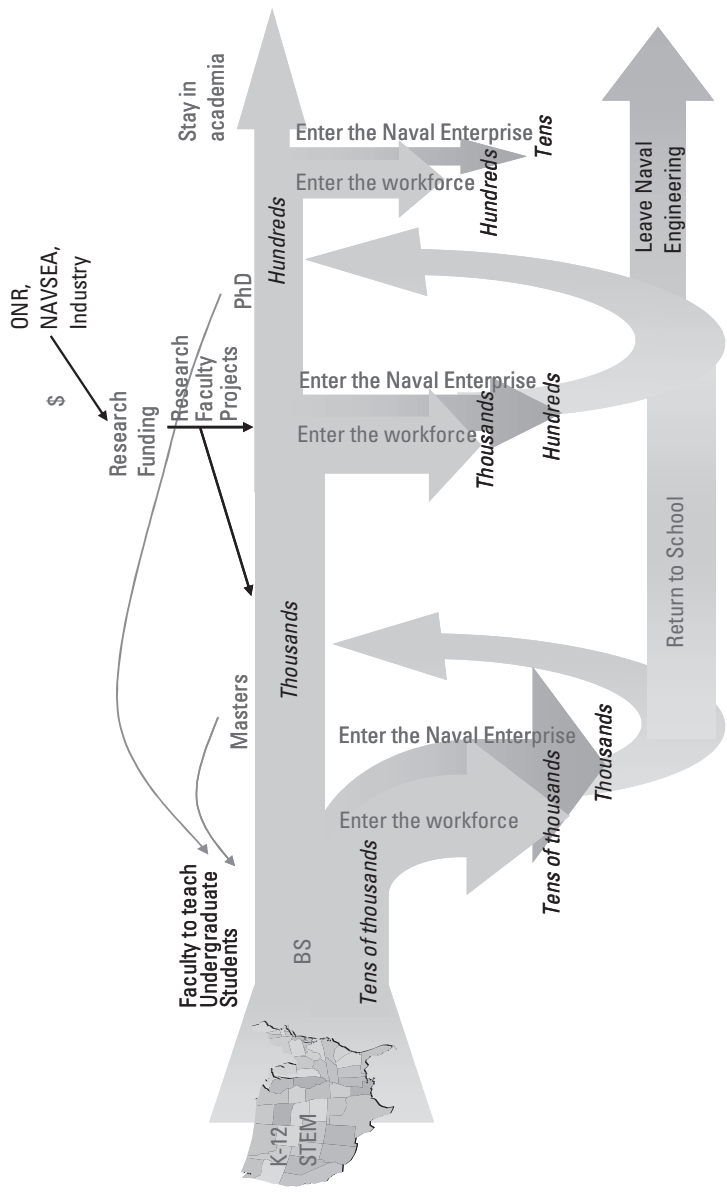 ONR,
NAVSEA,
Industry
$
Research
Funding
Research
Faculty
Projects
Stay in
academia
Faculty to teach
Undergraduate
Students
Masters
PhD
K-12
STEM
BS
Tens of thousands
Thousands
Hundreds
Enter the Naval Enterprise
Enter the workforce
Tens of thousands
Thousands
Enter the Naval Enterprise
Enter the workforce
Thousands
Hundreds
Enter the Naval Enterprise
Enter the workforce
Hundreds
Tens
Return to School
Leave Naval
Engineering